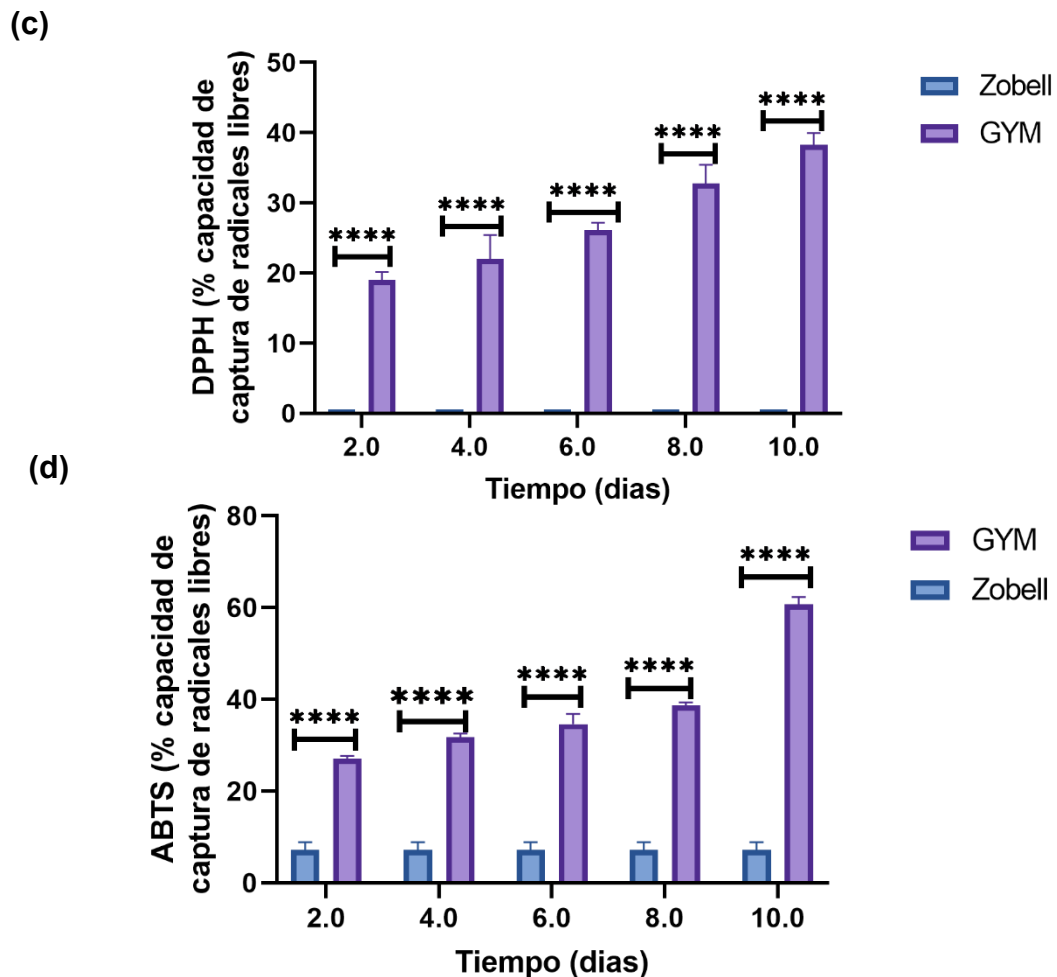 (c)
DPPH (% capacidad de
captura de radicales libres)
50
40
30
20
10
0
****
****
****
****
****
2.0 4.0 6.0 8.0 10.0
Tiempo (dias)
Zobell
GYM
(d)
ABTS (% capacidad de
captura de radicales libres)
80
60
40
20
0
****
****
****
****
****
2.0 4.0 6.0 8.0 10.0
Tiempo (dias)
GYM
Zobell